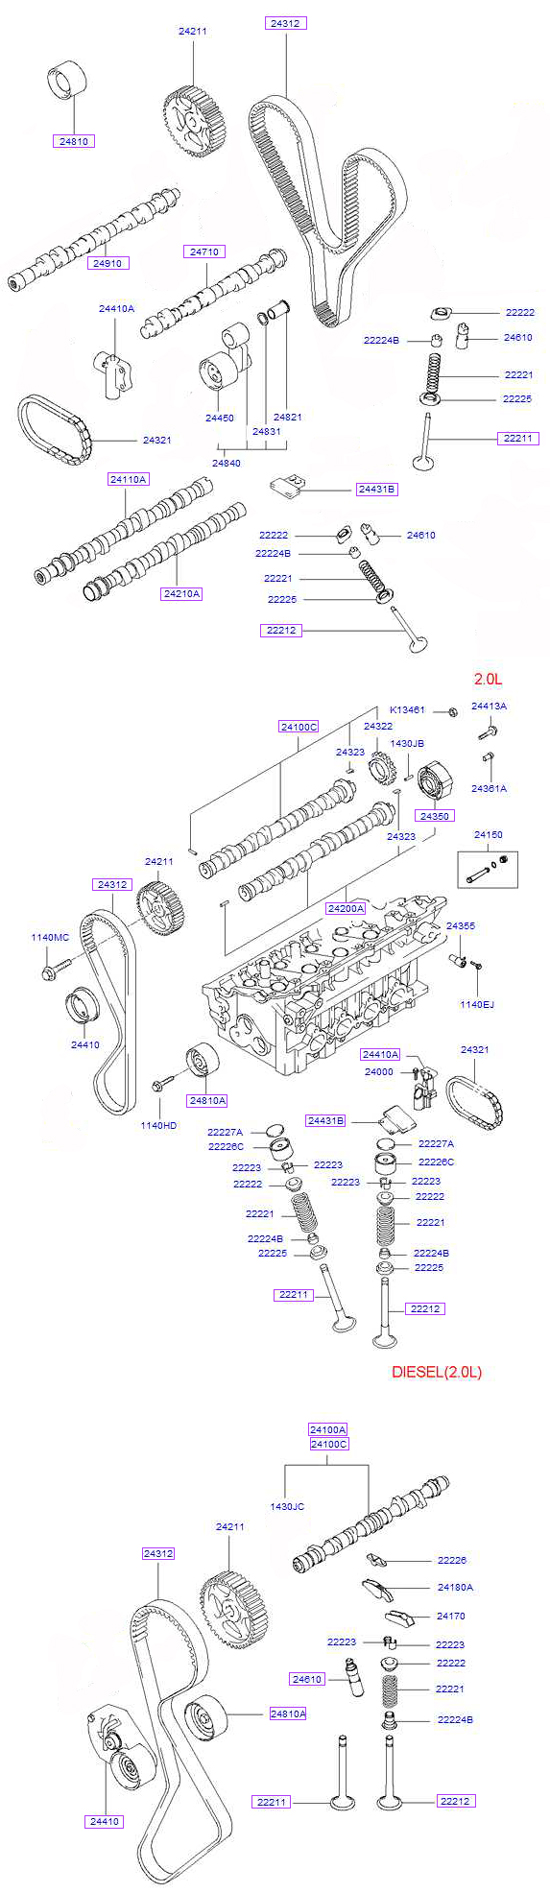 24312
24211
24810
24710
24910
24410A
22222
22224B
24610
22221
22225
24450
24821
24831
24321
22211
24840
24110A
24431B
22222
24610
22224B
22221
24210A
22225
22212
2.0L
K13461
24413A
24100C
24322
1430JB
24323
24361A
24350
24323
24150
24211
24312
24200A
24355
1140MC
1140EJ
24410
24410A
24321
24000
24810A
24431B
1140HD
22227A
22227A
22226C
22226C
22223
22223
22223
22223
22222
22222
22221
22221
22224B
22224B
22225
22225
22211
22212
DIESEL(2.0L)
24100A
24100C
1430JC
24211
24312
22226
24180A
24170
22223
22223
22222
24610
22221
24810A
22224B
22211
22212
24410